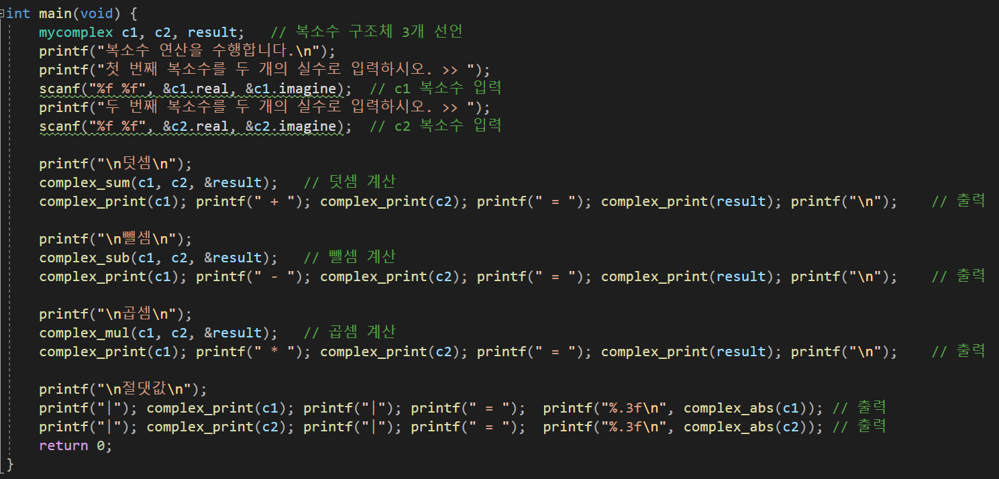 int main(void) {
mycomplex c1, c2, result; // 복소수 구조체 3개 선언
printf("복소수 연산을 수행합니다.\n");
printf("첫 번째 복소수를 두 개의 실수로 입력하시오. >> ");
scanf("%f %f", &c1.real, &c1.imagine); // c1 복소수 입력
printf("두 번째 복소수를 두 개의 실수로 입력하시오. >> ");
scanf("%f %f", &c2.real, &c2.imagine); // c2 복소수 입력
printf("\n덧셈\n");
complex_sum(c1, c2, &result); // 덧셈 계산
complex_print(c1); printf(" + "); complex_print(c2); printf(" = "); complex_print(result); printf("\n"); // 출력
printf("\n뺄셈\n");
complex_sub(c1, c2, &result); // 뺄셈 계산
complex_print(c1); printf(" - "); complex_print(c2); printf(" = "); complex_print(result); printf("\n"); // 출력
printf("\n곱셈\n");
complex_mul(c1, c2, &result); // 곱셈 계산
complex_print(c1); printf(" * "); complex_print(c2); printf(" = "); complex_print(result); printf("\n"); // 출력
printf("\n절댓값\n");
printf("|"); complex_print(c1); printf("|"); printf(" = "); printf("%.3f\n", complex_abs(c1)); // 출력
printf("|"); complex_print(c2); printf("|"); printf(" = "); printf("%.3f\n", complex_abs(c2)); // 출력
return 0;
}